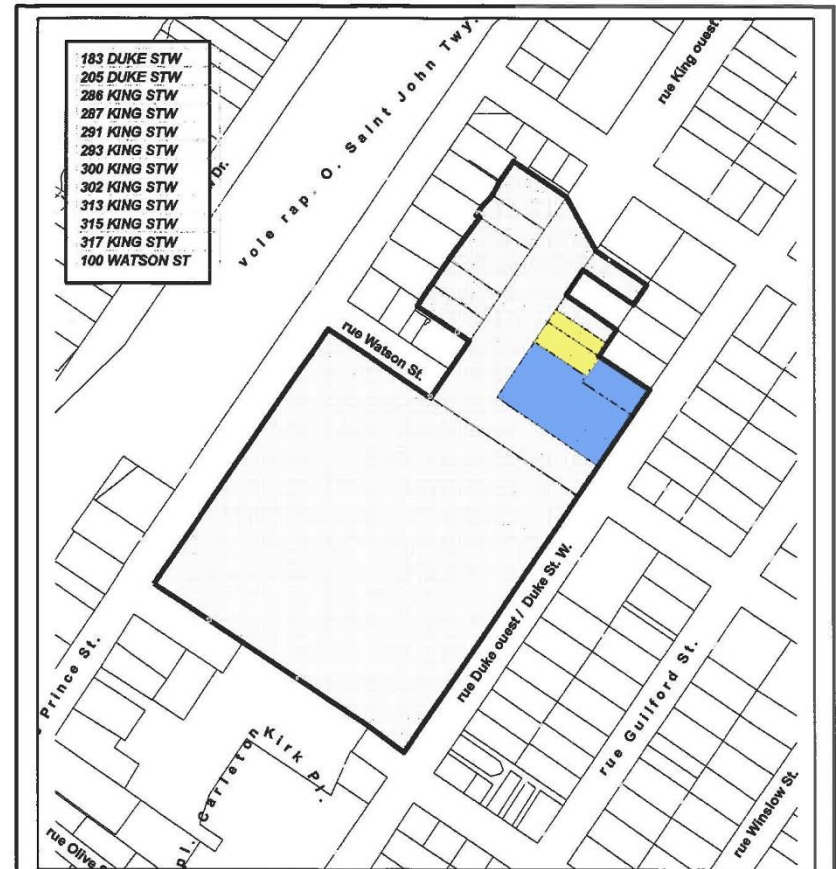 183 DUKE STW
205 DUKE STW
286 KING STW
287 KING STW
291 KING STW
293 KING STW
300 KING STW
302 KING STW
313 KING STW
315 KING STW
317 KING STW
100 WATSON ST
Dr.
vole rap. O. Saint John Twy.
rue King ouest
rue Watson St.
rue Duke ouest / Duke St. W.
Prince St.
rue Guilford St.
pl. Carleton Kirk Pl.
rue Winslow St.
rue Olive